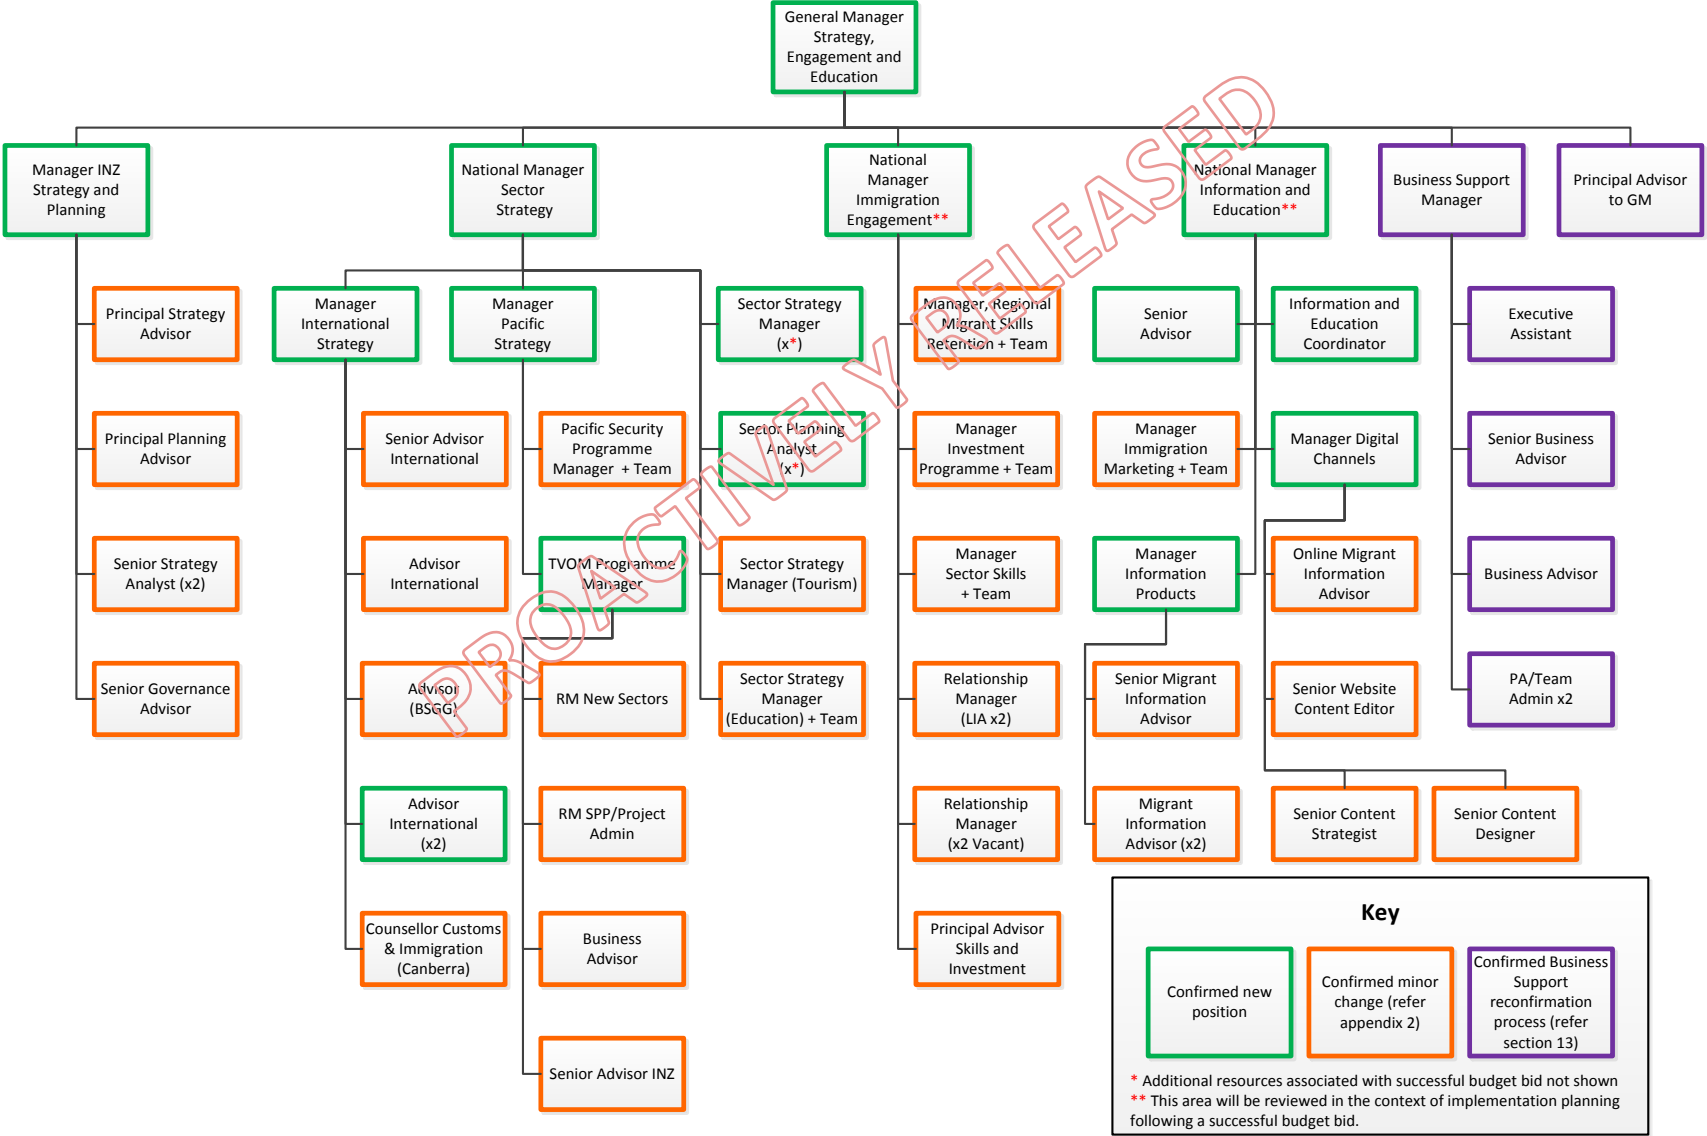 General Manager
Strategy,
Engagement and
Education
Manager INZ
Strategy and
Planning
National Manager
Sector
Strategy
National
Manager
Immigration
Engagement**
National Manager
Information and
Education**
Business Support
Manager
Principal Advisor
to GM
Principal Strategy
Advisor
Manager
International
Strategy
Manager
Pacific
Strategy
Sector Strategy
Manager
(x*)
Manager, Regional
Migrant Skills
Retention + Team
Senior
Advisor
Information and
Education
Coordinator
Executive
Assistant
Principal Planning
Advisor
Senior Advisor
International
Pacific Security
Programme
Manager + Team
Sector Planning
Analyst
(x*)
Manager
Investment
Programme + Team
Manager
Immigration
Marketing + Team
Manager Digital
Channels
Senior Business
Advisor
Senior Strategy
Analyst (x2)
Advisor
International
TVOM Programme
Manager
Sector Strategy
Manager (Tourism)
Manager
Sector Skills
+ Team
Manager
Information
Products
Online Migrant
Information
Advisor
Business Advisor
Senior Governance
Advisor
Advisor
(BSGG)
RM New Sectors
Sector Strategy
Manager
(Education) + Team
Relationship
Manager
(LIA x2)
Senior Migrant
Information
Advisor
Senior Website
Content Editor
PA/Team
Admin x2
Advisor
International
(x2)
RM SPP/Project
Admin
Relationship
Manager
(x2 Vacant)
Migrant
Information
Advisor (x2)
Senior Content
Strategist
Senior Content
Designer
Counsellor Customs
& Immigration
(Canberra)
Business
Advisor
Principal Advisor
Skills and
Investment
Senior Advisor INZ
PROACTIVELY RELEASED
Key
Confirmed new
position
Confirmed minor
change (refer
appendix 2)
Confirmed Business
Support
reconfirmation
process (refer
section 13)
* Additional resources associated with successful budget bid not shown
** This area will be reviewed in the context of implementation planning
following a successful budget bid.